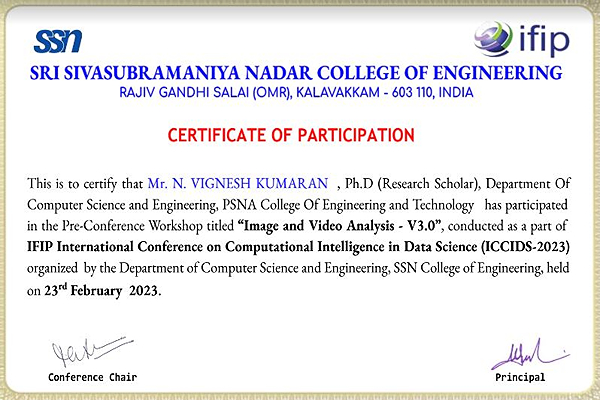 SSN
ifip
SRI SIVASUBRAMANIYA NADAR COLLEGE OF ENGINEERING
RAJIV GANDHI SALAI (OMR), KALAVAKKAM - 603 110, INDIA
CERTIFICATE OF PARTICIPATION
This is to certify that Mr. N. VIGNESH KUMARAN , Ph.D (Research Scholar), Department Of
Computer Science and Engineering, PSNA College Of Engineering and Technology has participated
in the Pre-Conference Workshop titled “Image and Video Analysis - V3.0”, conducted as a part of
IFIP International Conference on Computational Intelligence in Data Science (ICCIDS-2023)
organized by the Department of Computer Science and Engineering, SSN College of Engineering, held
on 23rd February 2023.
Conference Chair
Principal